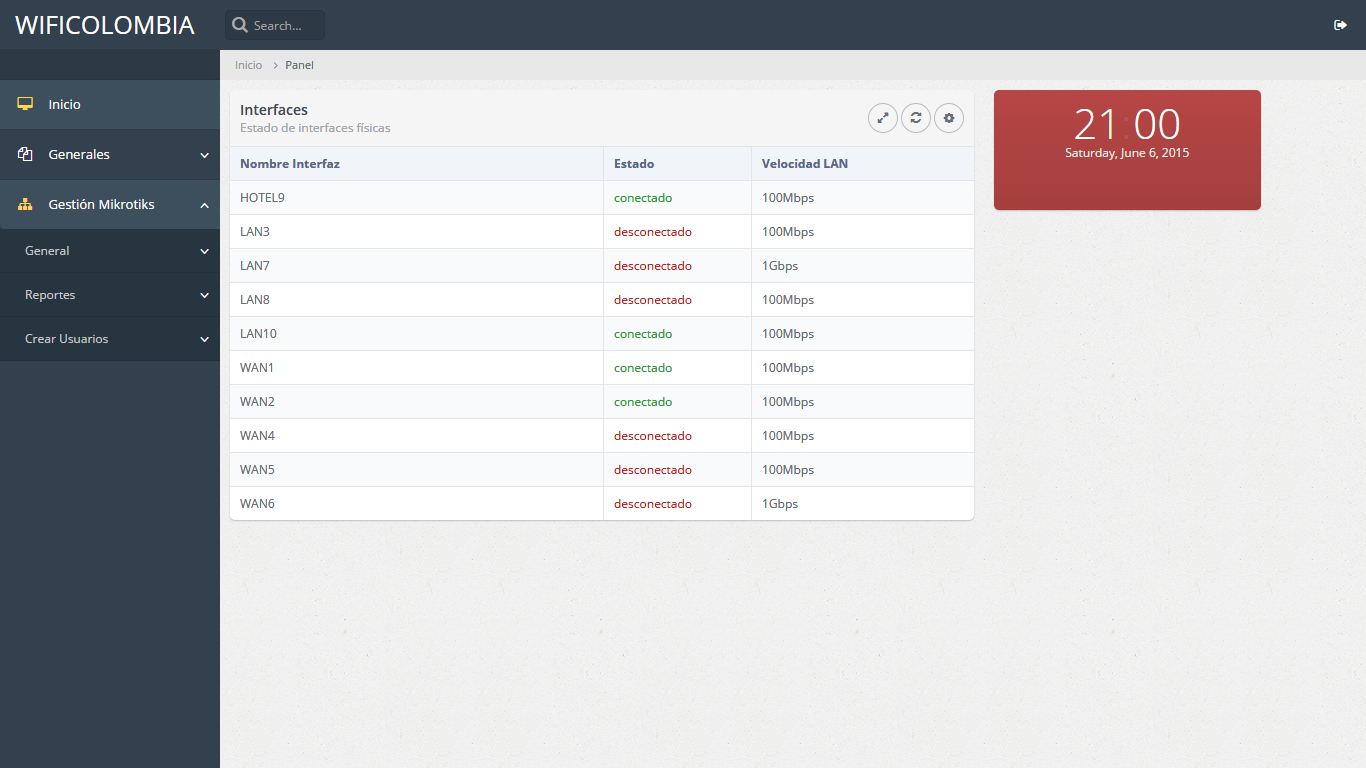 WIFICOLOMBIA
Search...
Inicio
Generales
Gestión Mikrotiks
General
Reportes
Crear Usuarios
Inicio > Panel
Interfaces
Estado de interfaces físicas
Nombre Interfaz Estado Velocidad LAN
HOTEL9 conectado 100Mbps
LAN3 desconectado 100Mbps
LAN7 desconectado 1Gbps
LAN8 desconectado 100Mbps
LAN10 conectado 100Mbps
WAN1 conectado 100Mbps
WAN2 conectado 100Mbps
WAN4 desconectado 100Mbps
WAN5 desconectado 100Mbps
WAN6 desconectado 1Gbps
21:00
Saturday, June 6, 2015